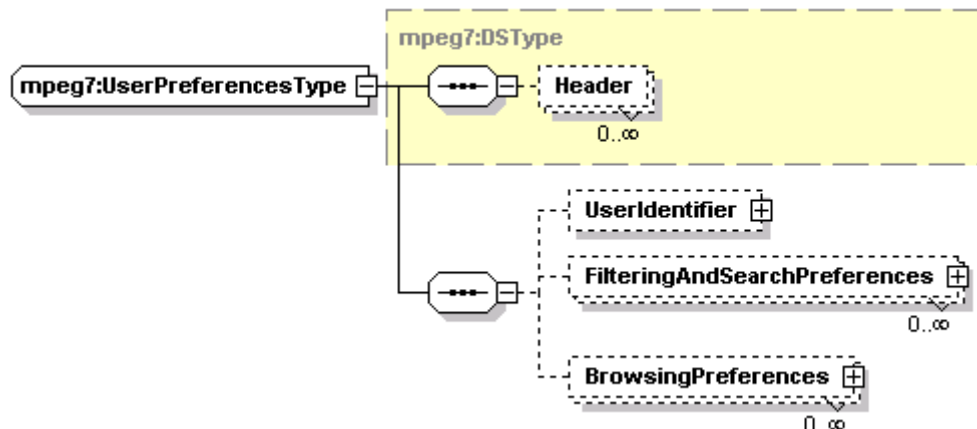 mpeg7:DSType
mpeg7:UserPreferencesType
Header
0..∞
UserIdentifier
FilteringAndSearchPreferences
0..∞
BrowsingPreferences
0..∞